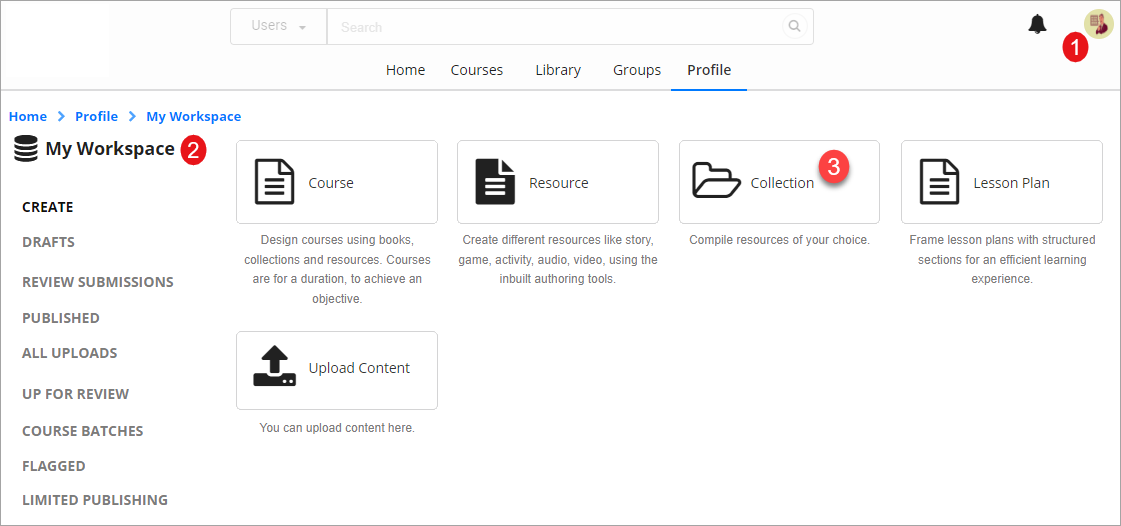 Users
Search
1
Home Courses Library Groups Profile
Home > Profile > My Workspace
My Workspace 2
CREATE
DRAFTS
REVIEW SUBMISSIONS
PUBLISHED
ALL UPLOADS
UP FOR REVIEW
COURSE BATCHES
FLAGGED
LIMITED PUBLISHING
Course
Design courses using books,
collections and resources. Courses
are for a duration, to achieve an
objective.
Resource
Create different resources like story,
game, activity, audio, video, using the
inbuilt authoring tools.
Collection 3
Compile resources of your choice.
Lesson Plan
Frame lesson plans with structured
sections for an efficient learning
experience.
Upload Content
You can upload content here.